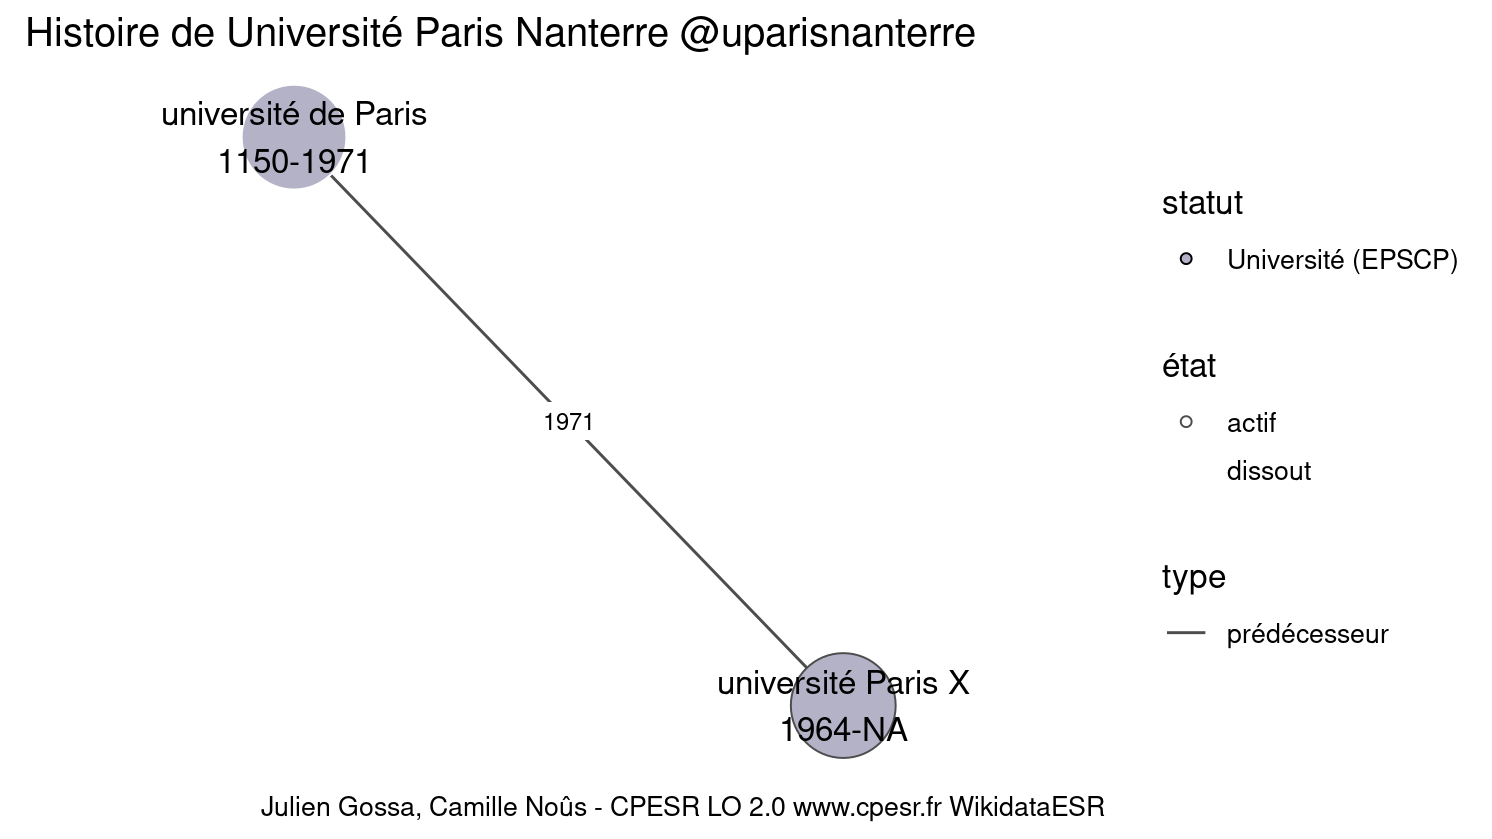 Histoire de Université Paris Nanterre @uparisnanterre
université de Paris
1150-1971
1971
université Paris X
1964-NA
statut
Université (EPSCP)
état
actif
dissout
type
prédécesseur
Julien Gossa, Camille Noûs - CPESR LO 2.0 www.cpesr.fr WikidataESR